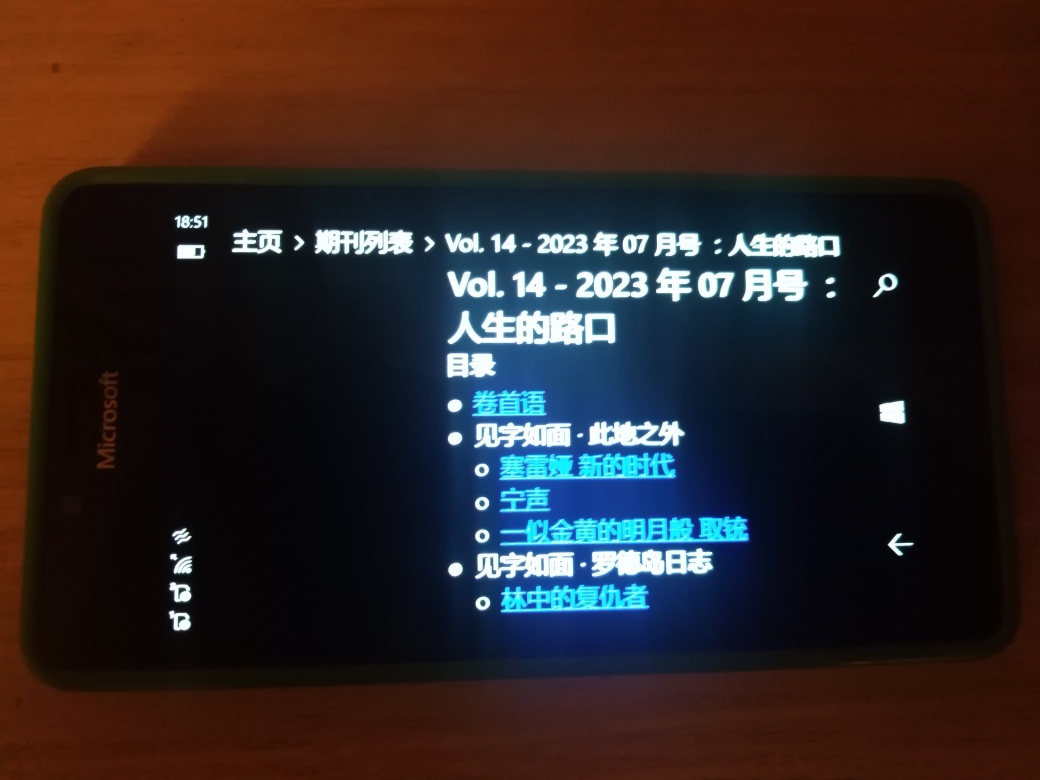 18:51
主页 > 期刊列表 > Vol. 14 - 2023 年 07 月号 ：人生的路口
Vol. 14 - 2023 年 07 月号 ：
人生的路口
目录
卷首语
见字如面 · 此地之外
塞雷娅 新的时代
宁声
一似金黄的明月般 取铳
见字如面 · 罗德岛日志
林中的复仇者
Microsoft